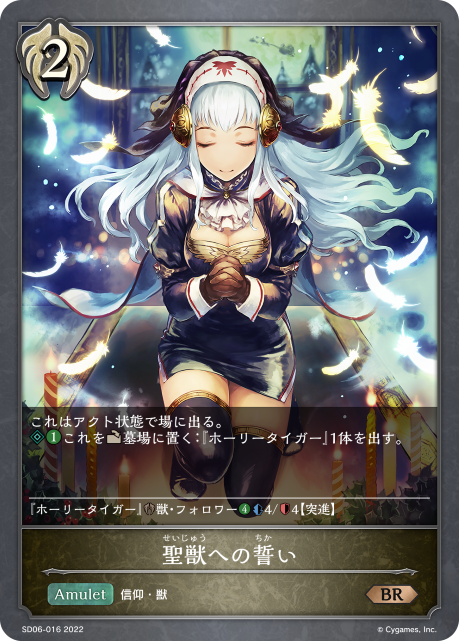 2
これはアクト状態で場に出る。
1これを墓場に置く：『ホーリータイガー』1体を出す。
『ホーリータイガー』獣・フォロワー4 4/4【突進】
せいじゅう ちか
聖獣への誓い
Amulet 信仰・獣 BR
SD06-016 2022 © Cygames, Inc.